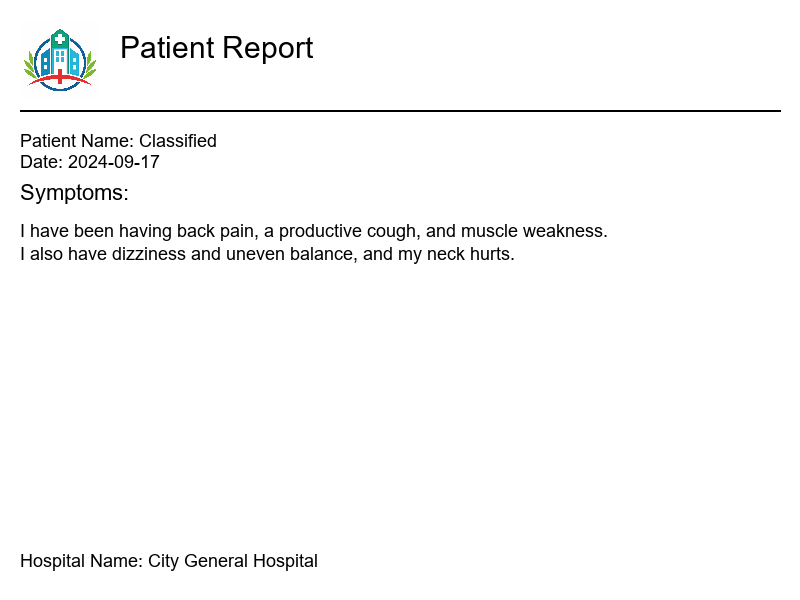 Patient Report
Patient Name: Classified
Date: 2024-09-17
Symptoms:
I have been having back pain, a productive cough, and muscle weakness.
I also have dizziness and uneven balance, and my neck hurts.
Hospital Name: City General Hospital